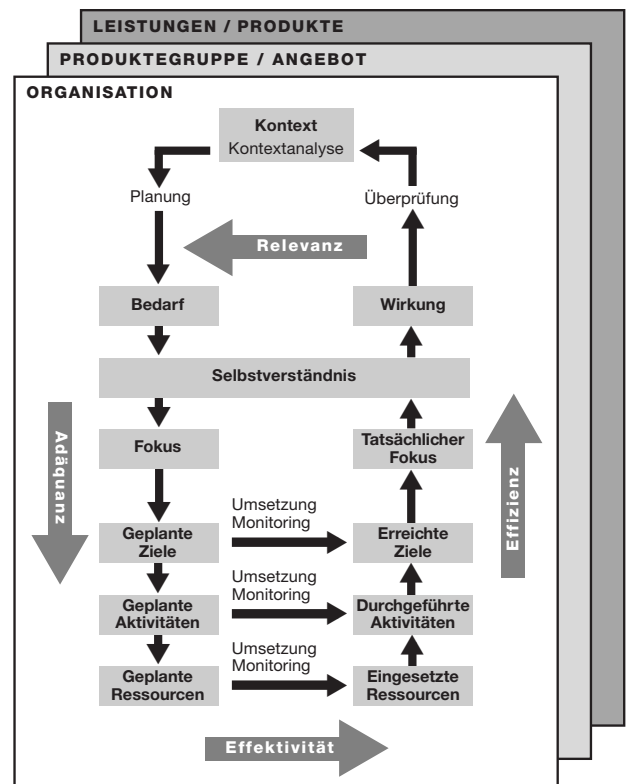 LEISTUNGEN / PRODUKTE
PRODUKTEGRUPPE / ANGEBOT
ORGANISATION
Kontext
Kontextanalyse
Planung
Überprüfung
Relevanz
Bedarf
Wirkung
Selbstverständnis
Adäquanz
Fokus
Tatsächlicher
Fokus
Effizienz
Umsetzung
Monitoring
Geplante
Ziele
Erreichte
Ziele
Umsetzung
Monitoring
Geplante
Aktivitäten
Durchgeführte
Aktivitäten
Umsetzung
Monitoring
Geplante
Ressourcen
Eingesetzte
Ressourcen
Effektivität